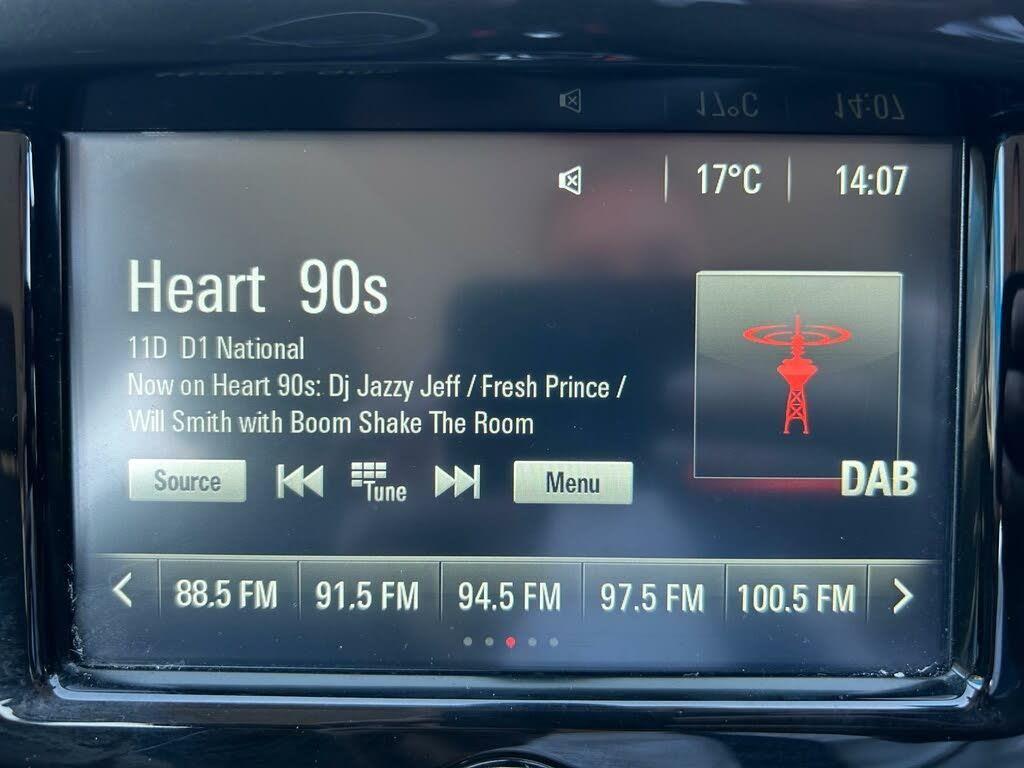 17°C 14:07
Heart 90s
11D D1 National
Now on Heart 90s: Dj Jazzy Jeff / Fresh Prince /
Will Smith with Boom Shake The Room
Source Tune Menu
DAB
88.5 FM 91.5 FM 94.5 FM 97.5 FM 100.5 FM